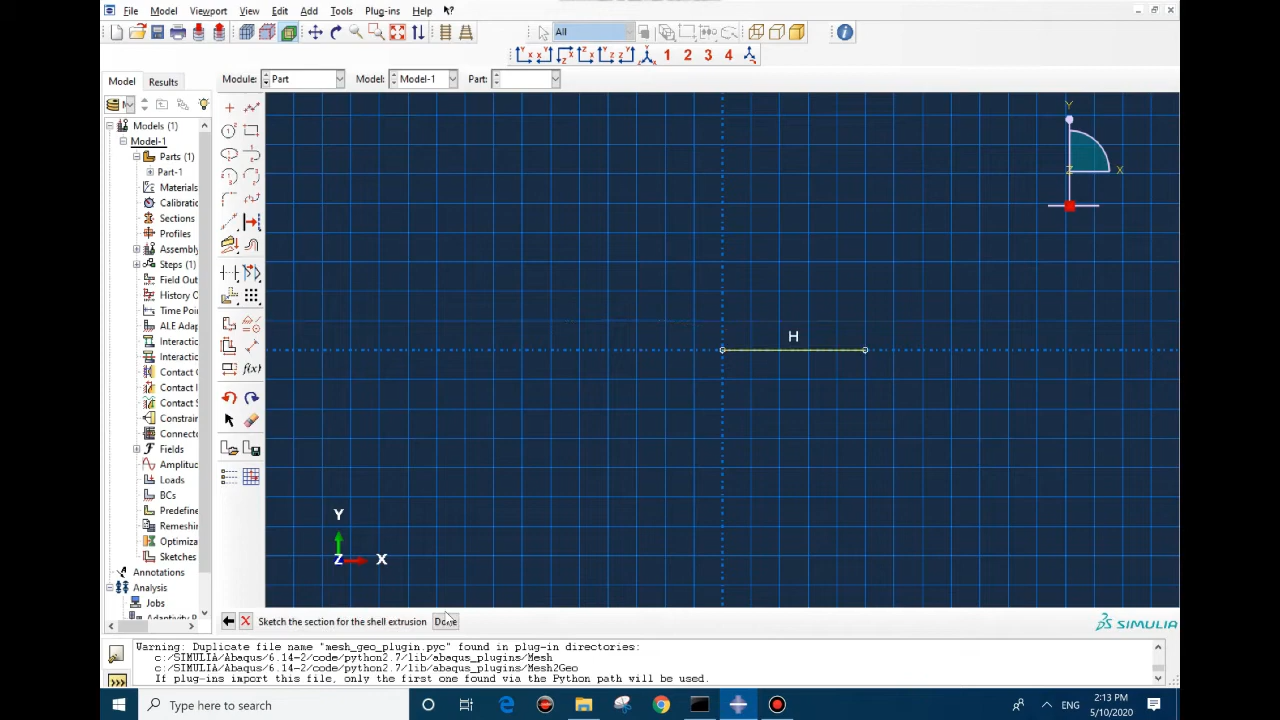 File Model Viewport View Edit Add Tools Plug-ins Help
All
1 2 3 4
Module: Part Model: Model-1 Part:
Model Results
Models (1)
Model-1
Parts (1)
Part-1
Materials
Calibratic
Sections
Profiles
Assembly
Steps (1)
Field Out
History O
Time Poi
ALE Adap
Interactic
Interactic
Contact C
Contact I
Contact S
Constrair
Connecto
Fields
Amplituc
Loads
BCs
Predefine
Remeshir
Optimiza
Sketches
Annotations
Analysis
Jobs
f(x)
Y
Z
X
H
Y
Z X
Sketch the section for the shell extrusion Done
SIMULIA
Warning: Duplicate file name "mesh_geo_plugin.pyc" found in plug-in directories:
c:/SIMULIA/Abaqus/6.14-2/code/python2.7/lib/abaqus_plugins/Mesh
c:/SIMULIA/Abaqus/6.14-2/code/python2.7/lib/abaqus_plugins/Mesh2Geo
If plug-ins import this file, only the first one found via the Python path will be used.
>>>
Type here to search
ENG
2:13 PM
5/10/2020